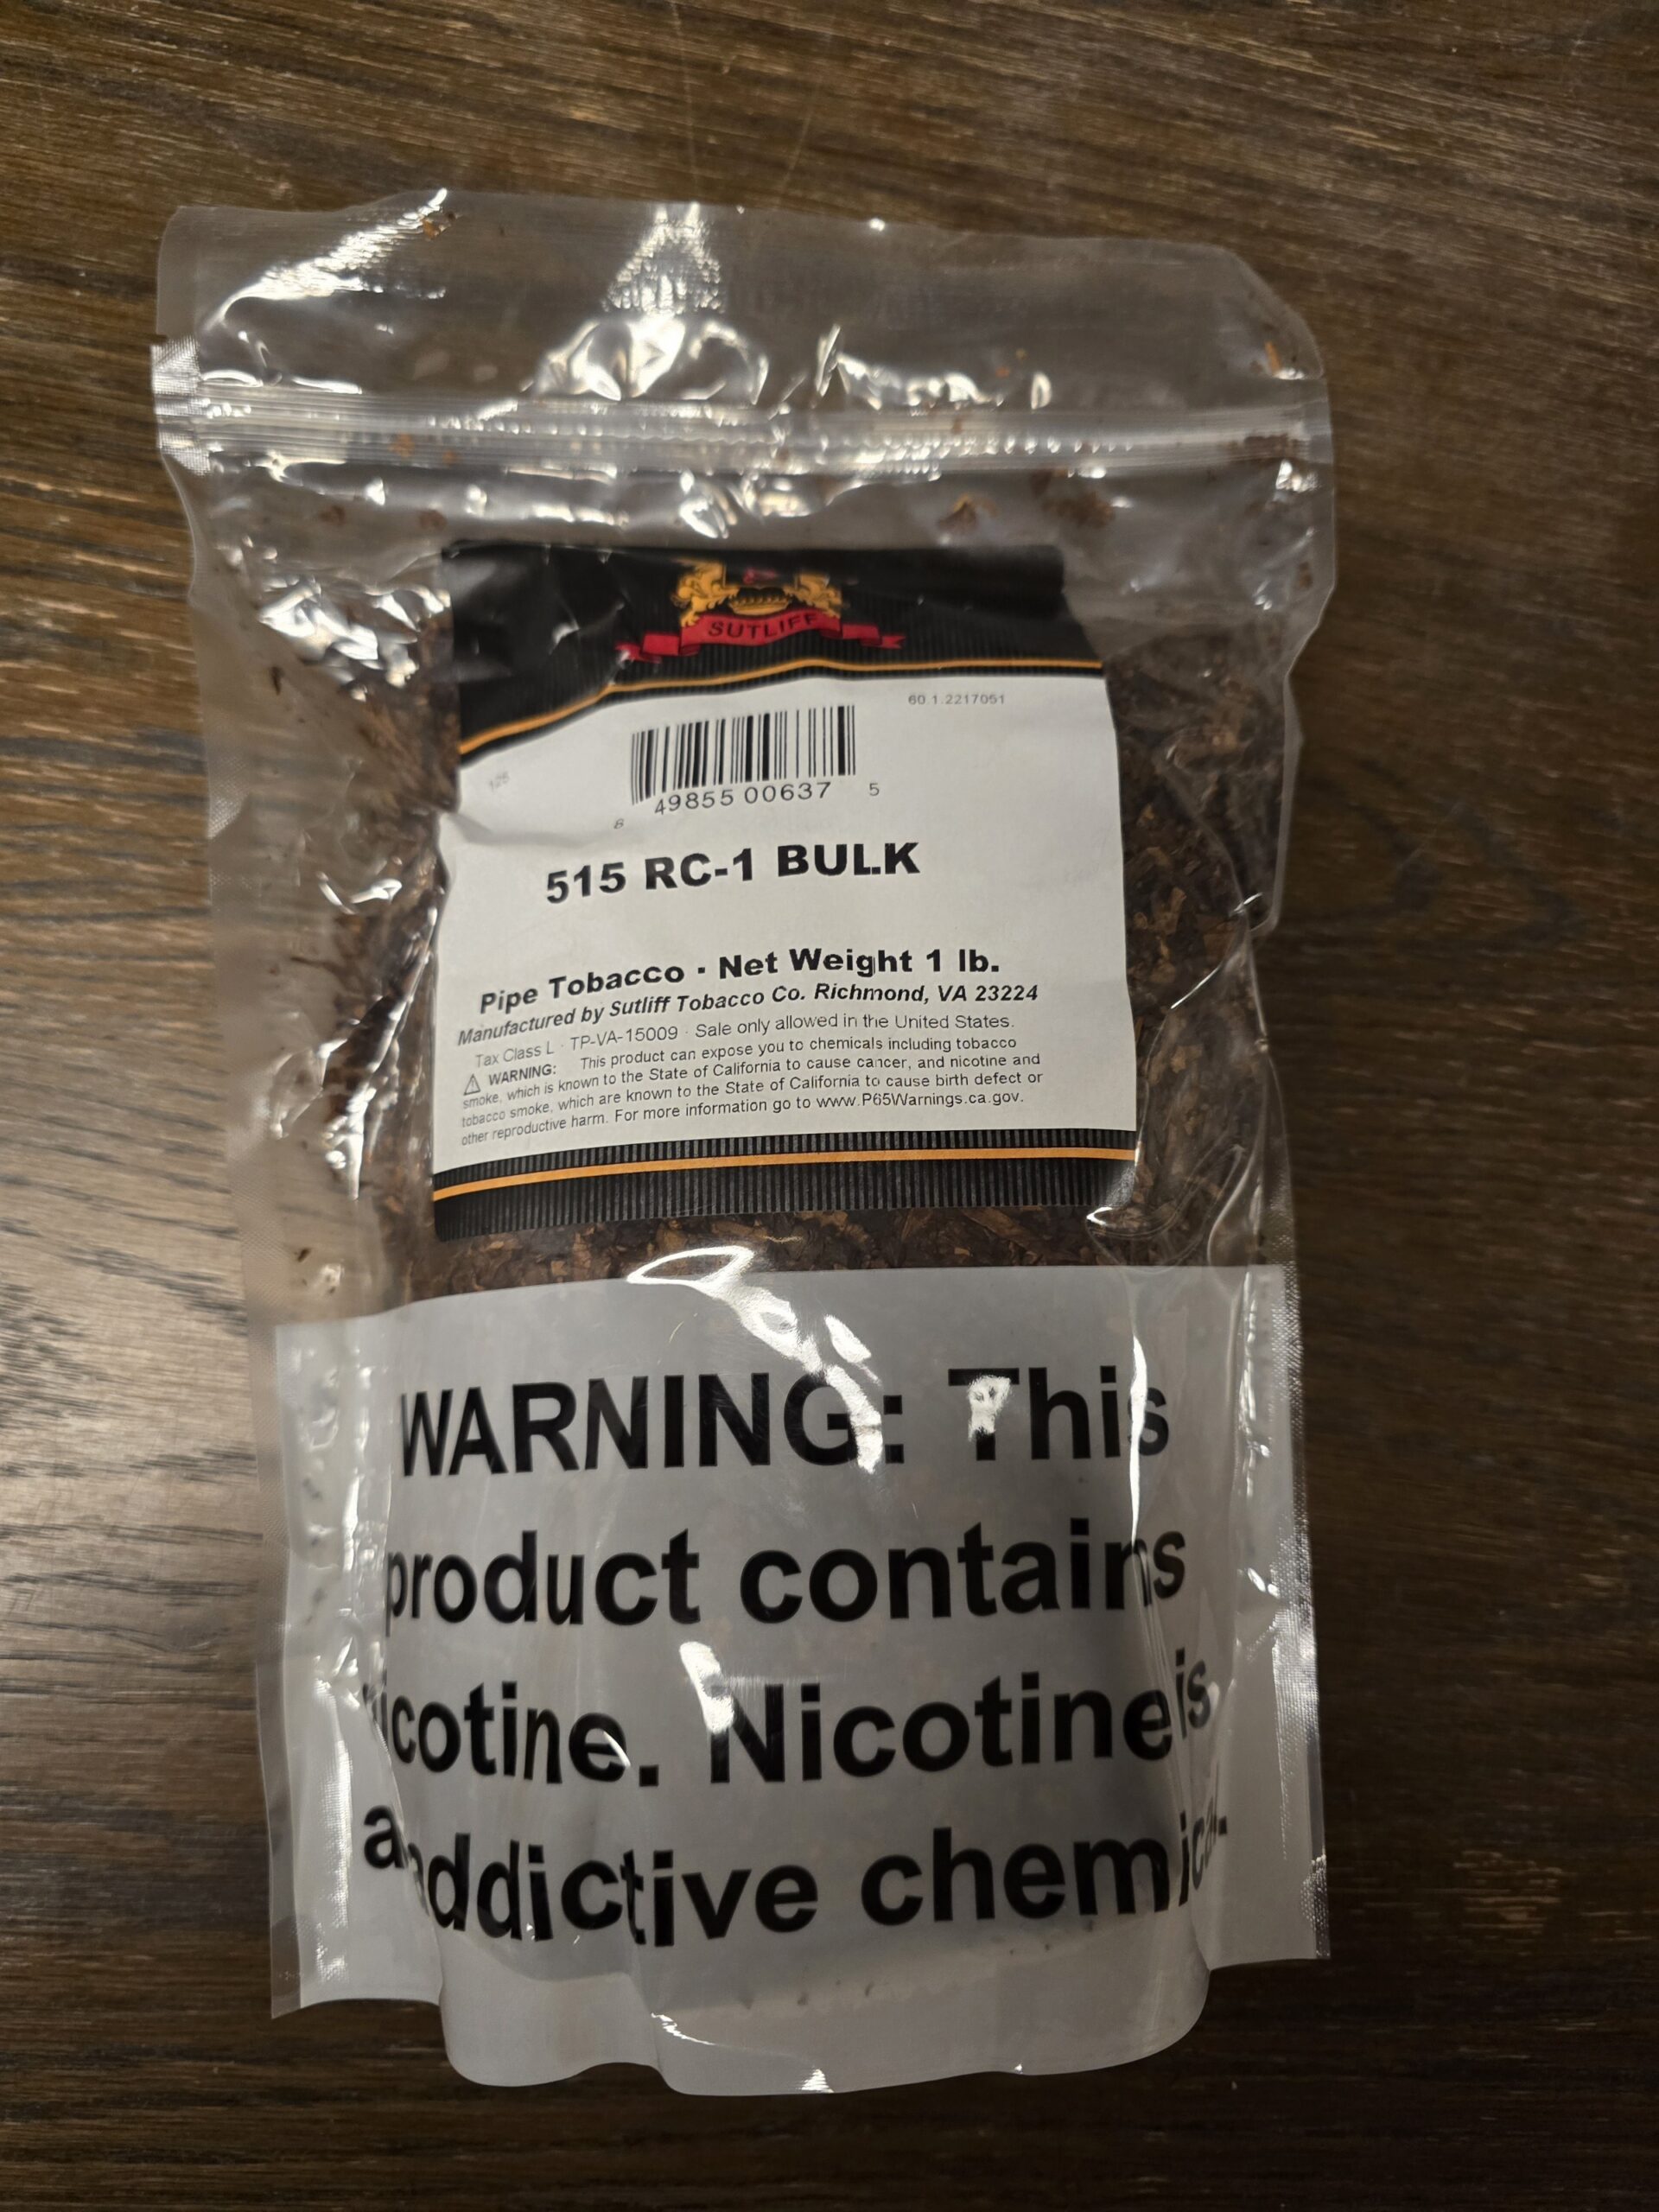 SUTLIFF
60.1.2217051
105
8 49855 00637 5
515 RC-1 BULK
Pipe Tobacco · Net Weight 1 lb.
Manufactured by Sutliff Tobacco Co. Richmond, VA 23224
Tax Class L · TP-VA-15009 · Sale only allowed in the United States.
⚠ WARNING: This product can expose you to chemicals including tobacco
smoke, which is known to the State of California to cause cancer, and nicotine and
tobacco smoke, which are known to the State of California to cause birth defect or
other reproductive harm. For more information go to www.P65Warnings.ca.gov.
WARNING: This
product contains
nicotine. Nicotine is
an addictive chemical.